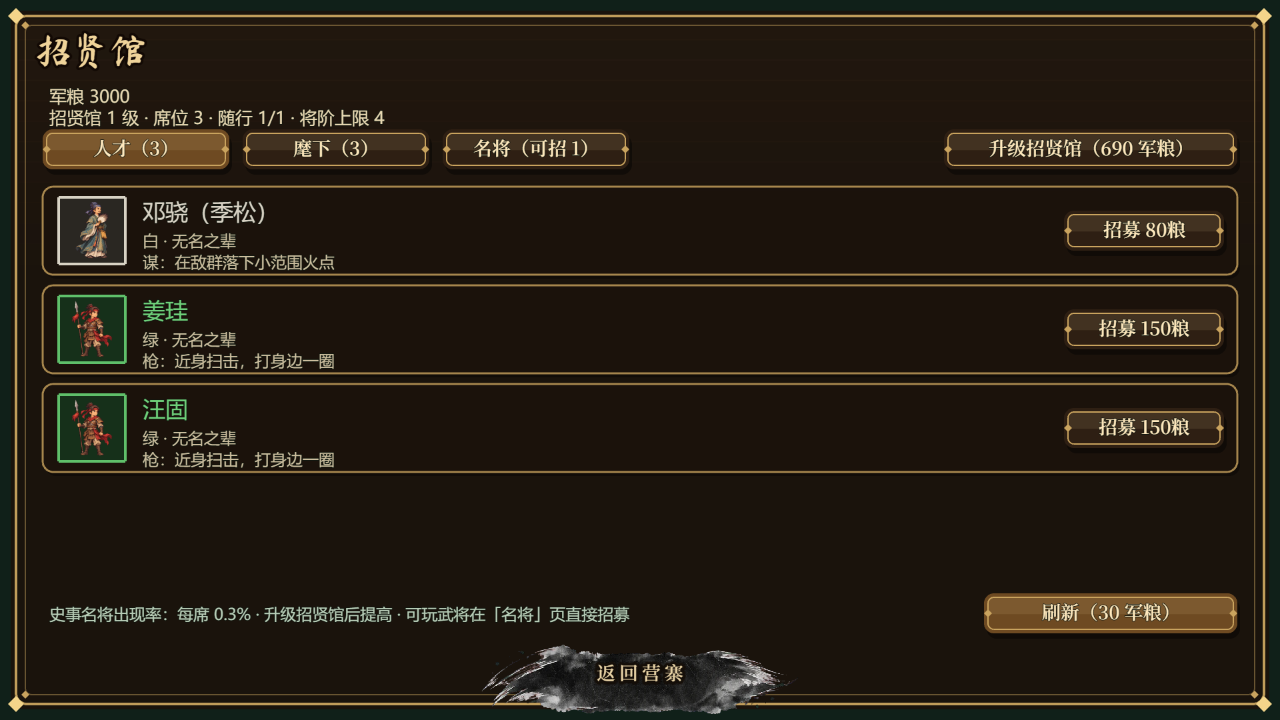 招贤馆
军粮 3000
招贤馆 1 级 · 席位 3 · 随行 1/1 · 将阶上限 4
人才（3）
麾下（3）
名将（可招 1）
升级招贤馆（690 军粮）
邓骁（季松）
白 · 无名之辈
谋：在敌群落下小范围火点
招募 80粮
姜珪
绿 · 无名之辈
枪：近身扫击，打身边一圈
招募 150粮
汪固
绿 · 无名之辈
枪：近身扫击，打身边一圈
招募 150粮
史事名将出现率：每席 0.3% · 升级招贤馆后提高 · 可玩武将在「名将」页直接招募
刷新（30 军粮）
返回营寨